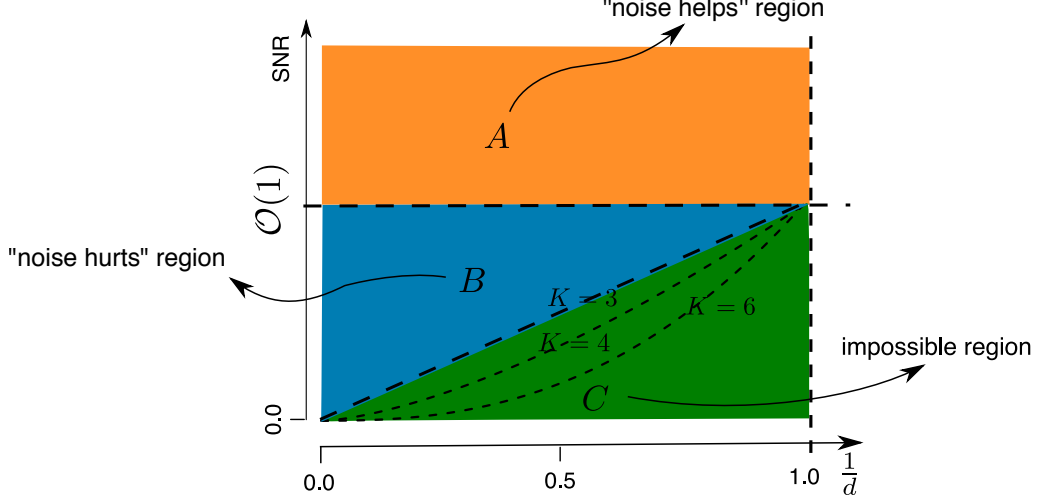 "noise helps" region
SNR
A
𝒪(1)
"noise hurts" region
B
K = 3
K = 6
K = 4
impossible region
C
0.0
0.0
0.5
1.0
1/d